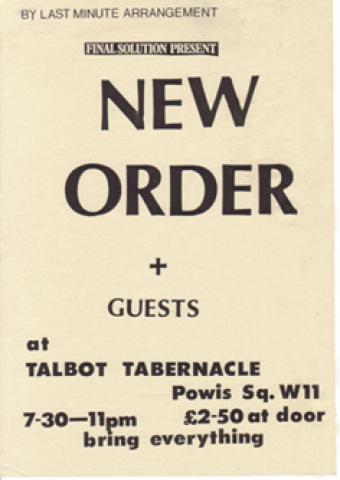 BY LAST MINUTE ARRANGEMENT
FINAL SOLUTION PRESENT
NEW
ORDER
+
GUESTS
at
TALBOT TABERNACLE
Powis Sq. W11
7-30—11pm £2-50 at door
bring everything